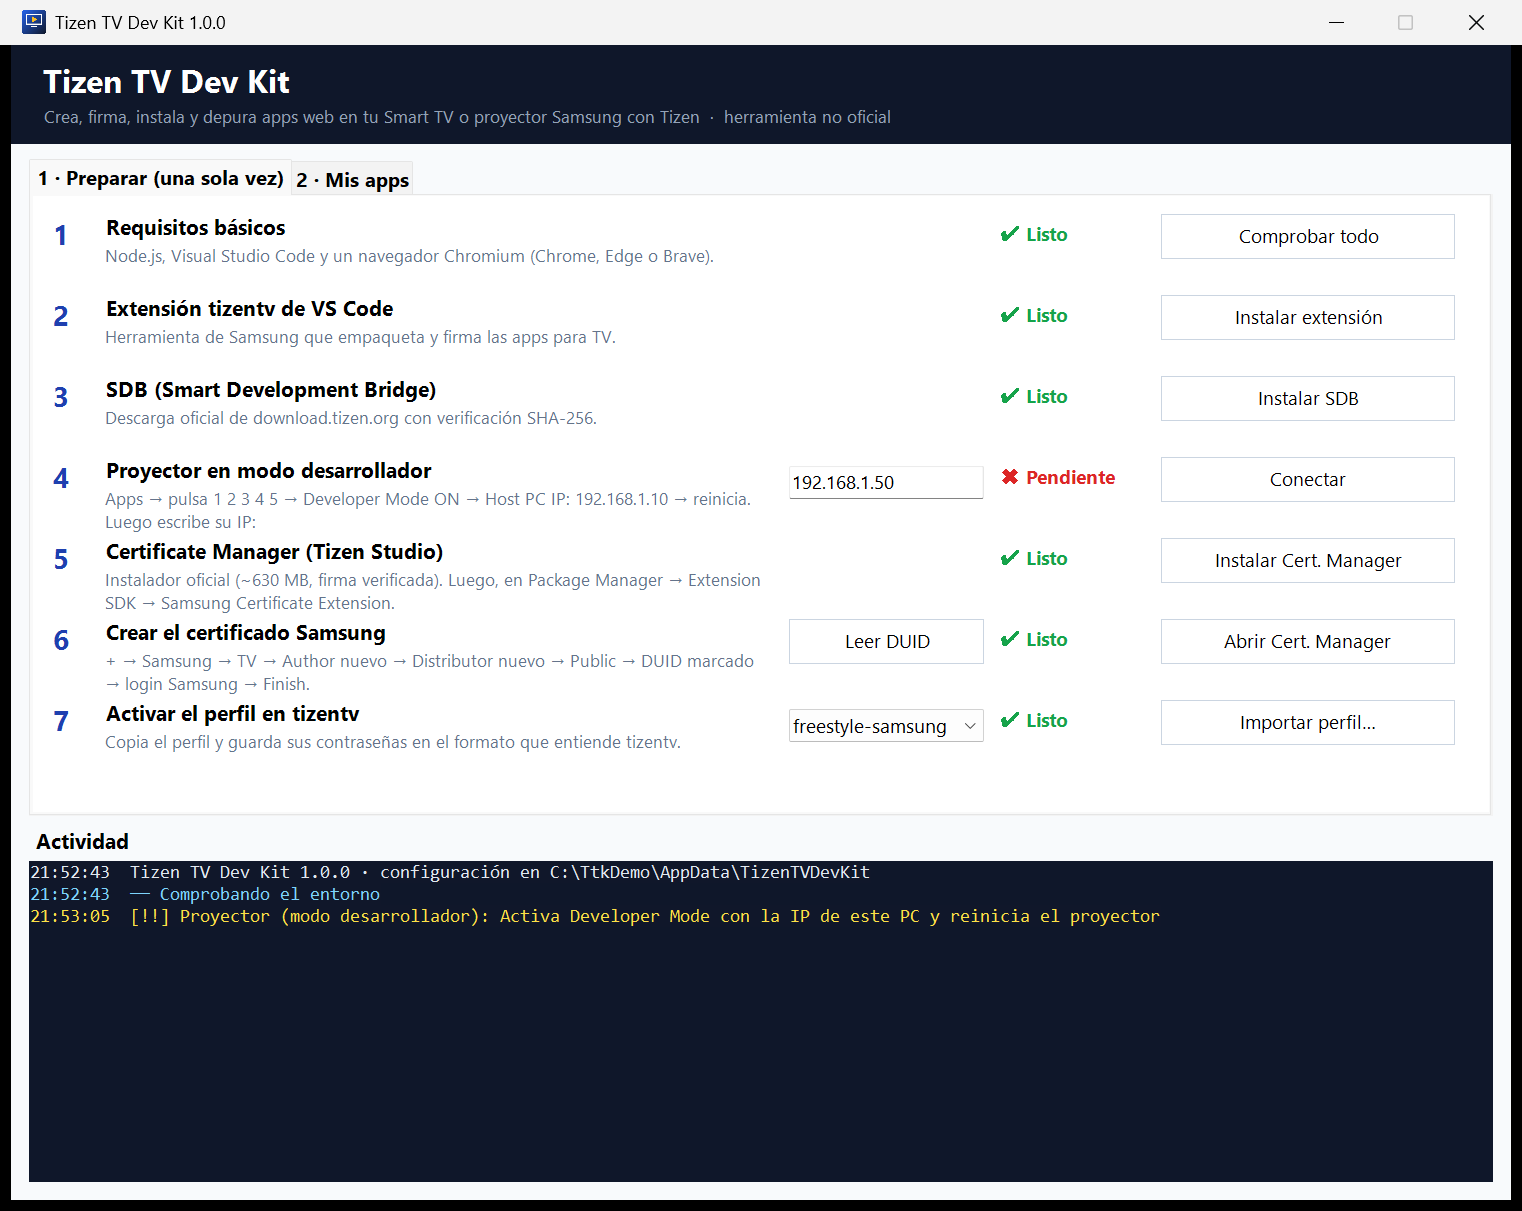 Tizen TV Dev Kit 1.0.0
Tizen TV Dev Kit
Crea, firma, instala y depura apps web en tu Smart TV o proyector Samsung con Tizen · herramienta no oficial
1 · Preparar (una sola vez)
2 · Mis apps
1
Requisitos básicos
Node.js, Visual Studio Code y un navegador Chromium (Chrome, Edge o Brave).
✔ Listo
Comprobar todo
2
Extensión tizentv de VS Code
Herramienta de Samsung que empaqueta y firma las apps para TV.
✔ Listo
Instalar extensión
3
SDB (Smart Development Bridge)
Descarga oficial de download.tizen.org con verificación SHA-256.
✔ Listo
Instalar SDB
4
Proyector en modo desarrollador
Apps → pulsa 1 2 3 4 5 → Developer Mode ON → Host PC IP: 192.168.1.10 → reinicia.
Luego escribe su IP:
192.168.1.50
✖ Pendiente
Conectar
5
Certificate Manager (Tizen Studio)
Instalador oficial (~630 MB, firma verificada). Luego, en Package Manager → Extension
SDK → Samsung Certificate Extension.
✔ Listo
Instalar Cert. Manager
6
Crear el certificado Samsung
+ → Samsung → TV → Author nuevo → Distributor nuevo → Public → DUID marcado
→ login Samsung → Finish.
Leer DUID
✔ Listo
Abrir Cert. Manager
7
Activar el perfil en tizentv
Copia el perfil y guarda sus contraseñas en el formato que entiende tizentv.
freestyle-samsung
✔ Listo
Importar perfil...
Actividad
21:52:43 Tizen TV Dev Kit 1.0.0 · configuración en C:\TtkDemo\AppData\TizenTVDevKit
21:52:43 —— Comprobando el entorno
21:53:05 [!!] Proyector (modo desarrollador): Activa Developer Mode con la IP de este PC y reinicia el proyector